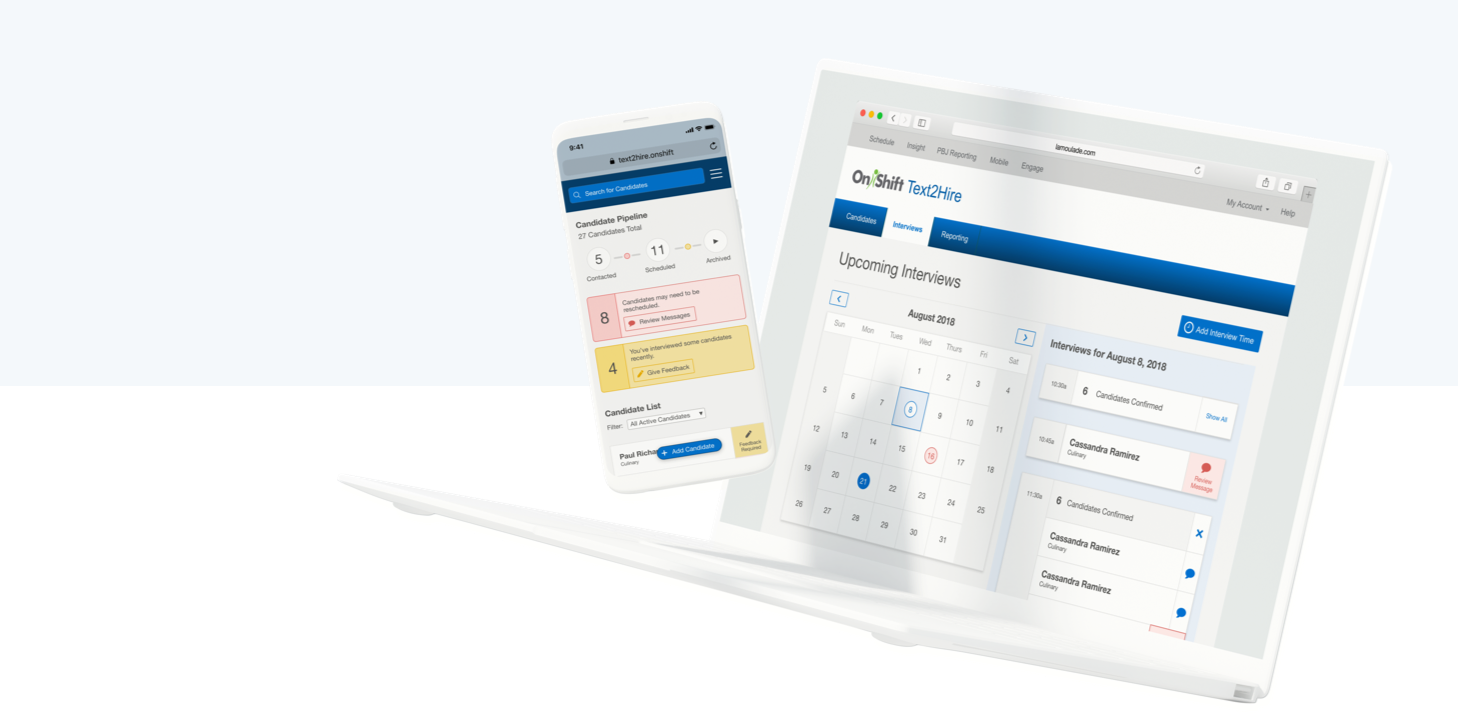 9:41
text2hire.onshift
Search for Candidates
Candidate Pipeline
27 Candidates Total
5
11
Contacted
Scheduled
Archived
8
Candidates may need to be
rescheduled.
Review Messages
4
You've interviewed some candidates
recently.
Give Feedback
Candidate List
Filter: All Active Candidates
Paul Richar
Culinary
+ Add Candidate
Feedback
Required
lamoulade.com
Schedule Insight PBJ Reporting Mobile Engage
My Account Help
OnShift Text2Hire
Candidates Interviews Reporting
Upcoming Interviews
August 2018
Sun Mon Tues Wed Thurs Fri Sat
1 2 3 4
5 6 7 8 9 10 11
12 13 14 15 16 17 18
19 20 21 22 23 24 25
26 27 28 29 30 31
Add Interview Time
Interviews for August 8, 2018
10:30a 6 Candidates Confirmed Show All
10:45a Cassandra Ramirez
Culinary
Review
Message
11:30a 6 Candidates Confirmed
Cassandra Ramirez
Culinary
Cassandra Ramirez
Culinary